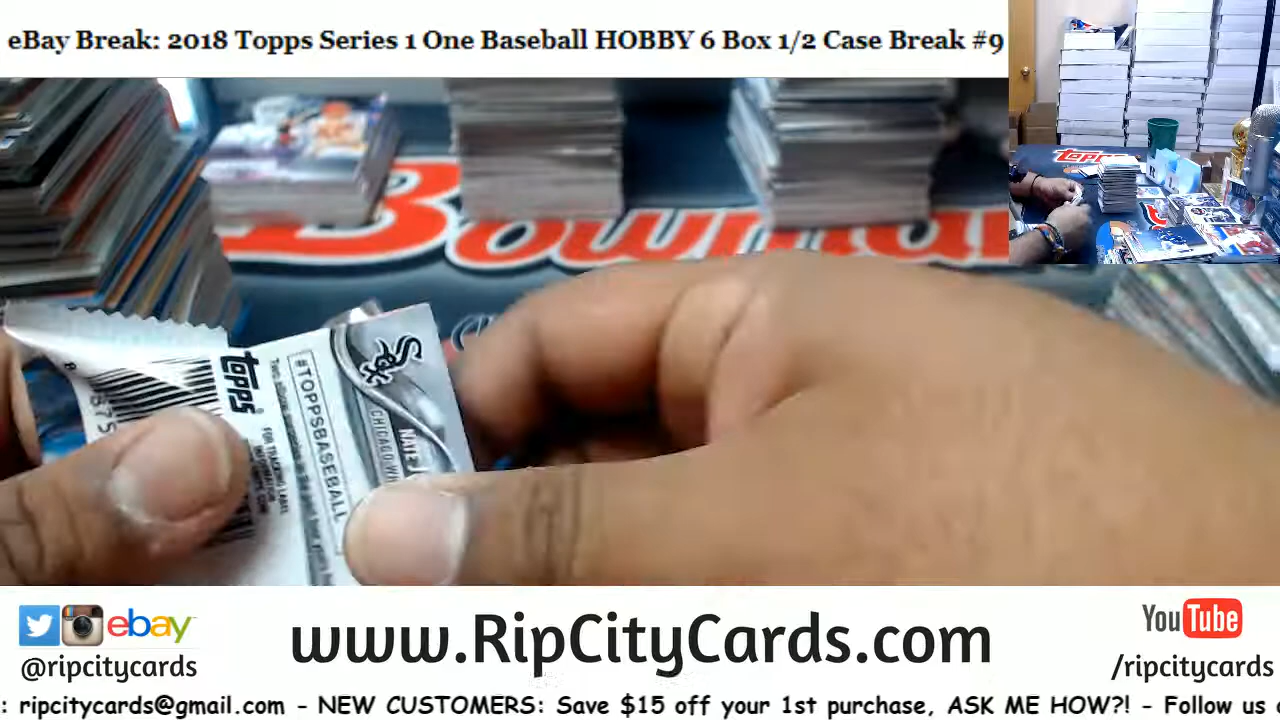 eBay Break: 2018 Topps Series 1 One Baseball HOBBY 6 Box 1/2 Case Break #9
topps
Bowman
Sox
topps
#TOPPSBASEBALL
NATE
CHICAGO
ebay
@ripcitycards
www.RipCityCards.com
YouTube
/ripcitycards
: ripcitycards@gmail.com - NEW CUSTOMERS: Save $15 off your 1st purchase, ASK ME HOW?! - Follow us